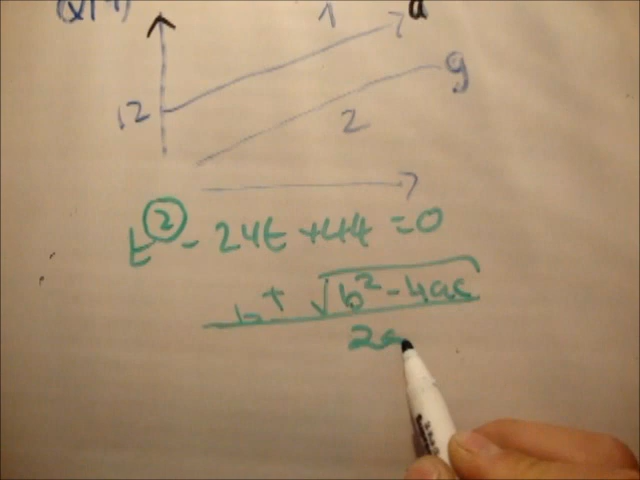 1 a
12
g
2
t² - 24t + 44 = 0
b ± √b² - 4ac
2a